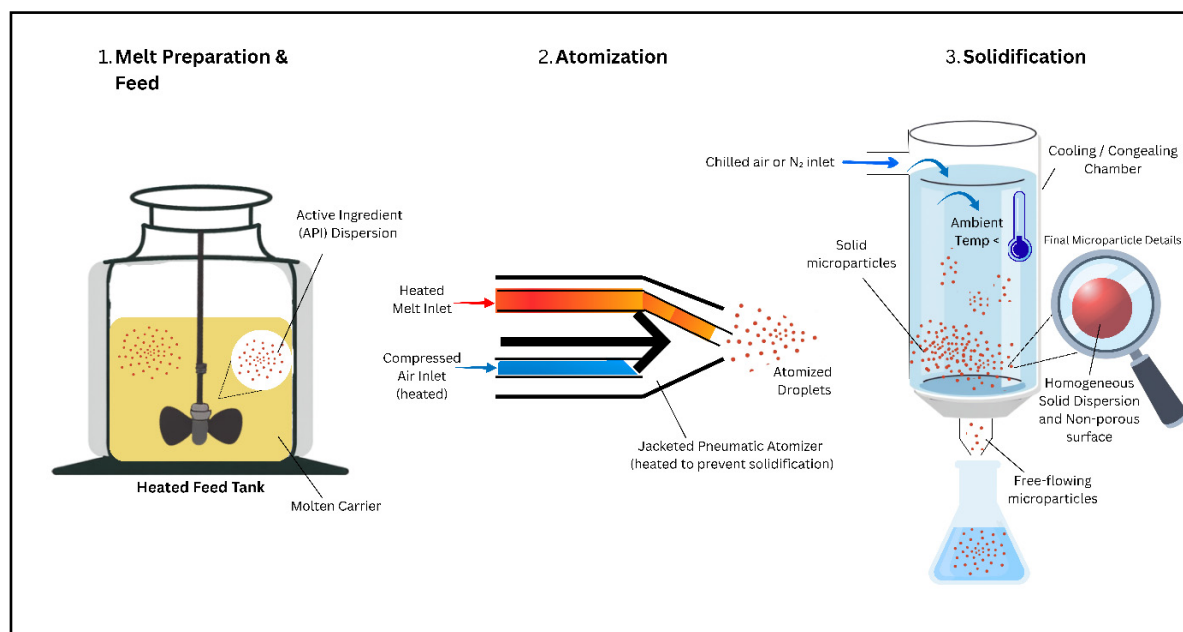 1. Melt Preparation &
Feed
Active Ingredient
(API) Dispersion
Heated Feed Tank
Molten Carrier
2. Atomization
Heated
Melt Inlet
Compressed
Air Inlet
(heated)
Atomized
Droplets
Jacketed Pneumatic Atomizer
(heated to prevent solidification)
3. Solidification
Chilled air or N₂ inlet
Cooling / Congealing
Chamber
Ambient
Temp <
Solid
microparticles
Final Microparticle Details
Homogeneous
Solid Dispersion
and Non-porous
surface
Free-flowing
microparticles